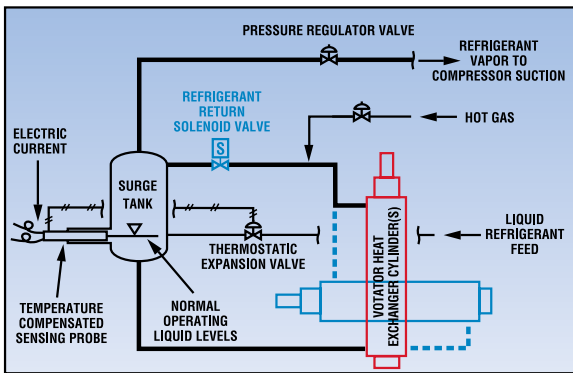 PRESSURE REGULATOR VALVE
REFRIGERANT
VAPOR TO
COMPRESSOR SUCTION
REFRIGERANT
RETURN
SOLENOID VALVE
S
HOT GAS
ELECTRIC
CURRENT
SURGE
TANK
THERMOSTATIC
EXPANSION VALVE
LIQUID
REFRIGERANT
FEED
VOTATOR HEAT
EXCHANGER CYLINDER(S)
TEMPERATURE
COMPENSATED
SENSING PROBE
NORMAL
OPERATING
LIQUID LEVELS